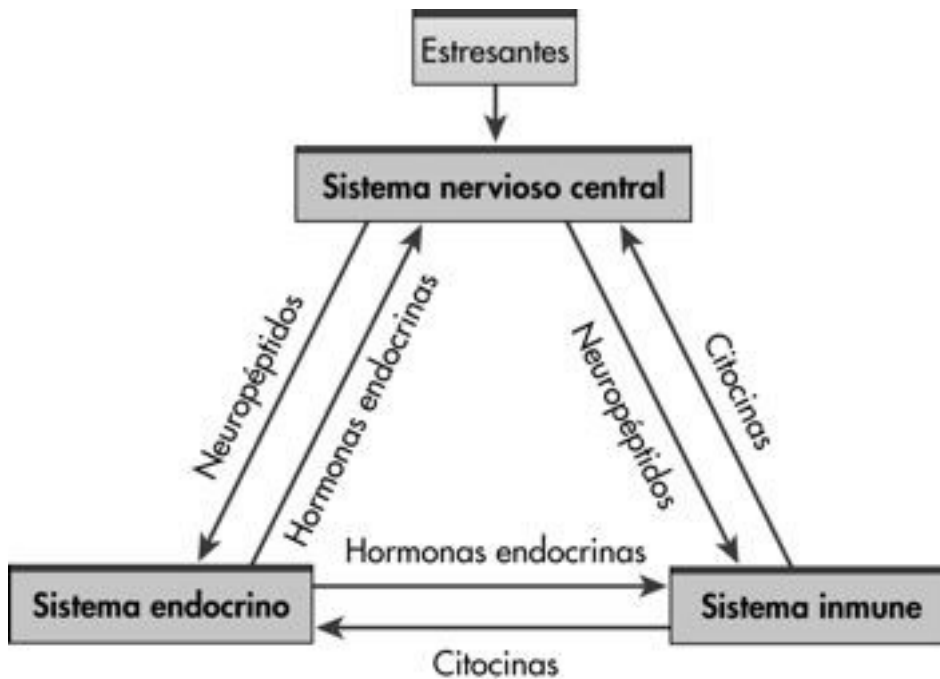 Estresantes
Sistema nervioso central
Neuropéptidos
Hormonas endocrinas
Neuropéptidos
Citocinas
Hormonas endocrinas
Sistema endocrino
Sistema inmune
Citocinas